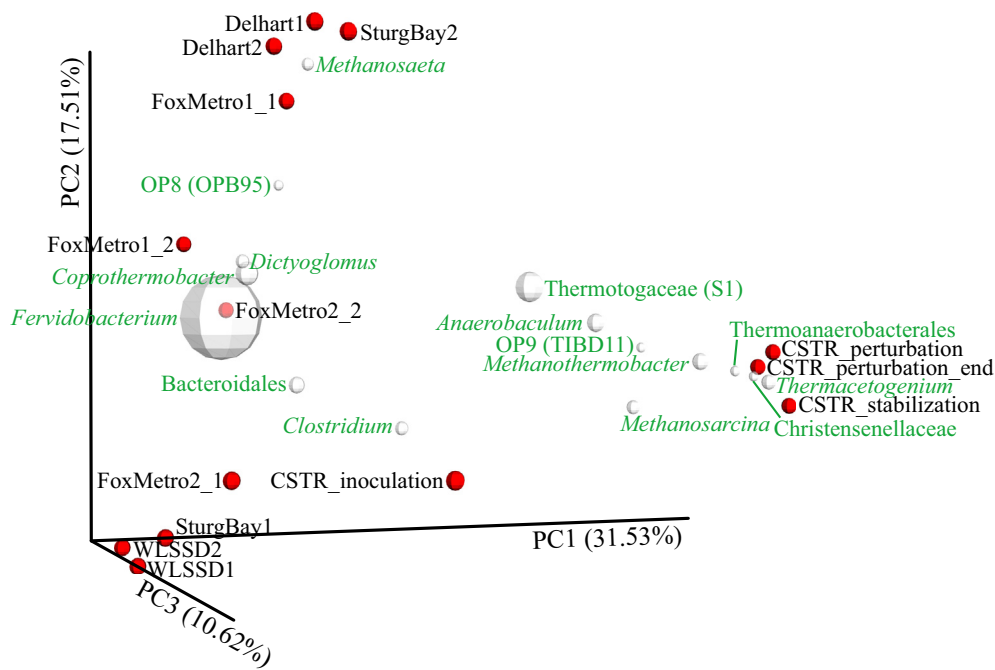 Delhart1
SturgBay2
Delhart2
Methanosaeta
PC2 (17.51%)
FoxMetro1_1
OP8 (OPB95)
FoxMetro1_2
Dictyoglomus
Coprothermobacter
Thermotogaceae (S1)
Fervidobacterium
FoxMetro2_2
Anaerobaculum
Thermoanaerobacterales
OP9 (TIBD11)
CSTR_perturbation
Methanothermobacter
CSTR_perturbation_end
Bacteroidales
Thermacetogenium
CSTR_stabilization
Clostridium
Methanosarcina
Christensenellaceae
FoxMetro2_1
CSTR_inoculation
SturgBay1
PC1 (31.53%)
WLSSD2
WLSSD1
PC3 (10.62%)